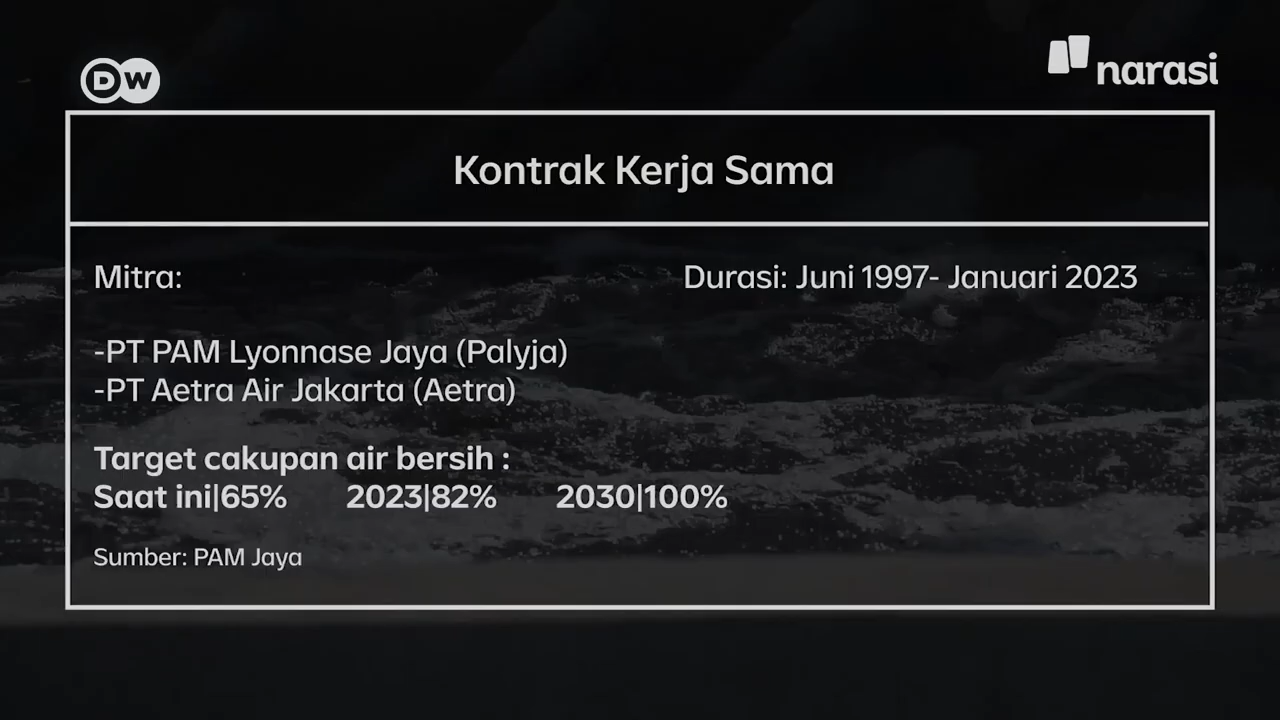 DW
narasi
Kontrak Kerja Sama
Mitra:
Durasi: Juni 1997- Januari 2023
-PT PAM Lyonnase Jaya (Palyja)
-PT Aetra Air Jakarta (Aetra)
Target cakupan air bersih :
Saat ini|65% 2023|82% 2030|100%
Sumber: PAM Jaya